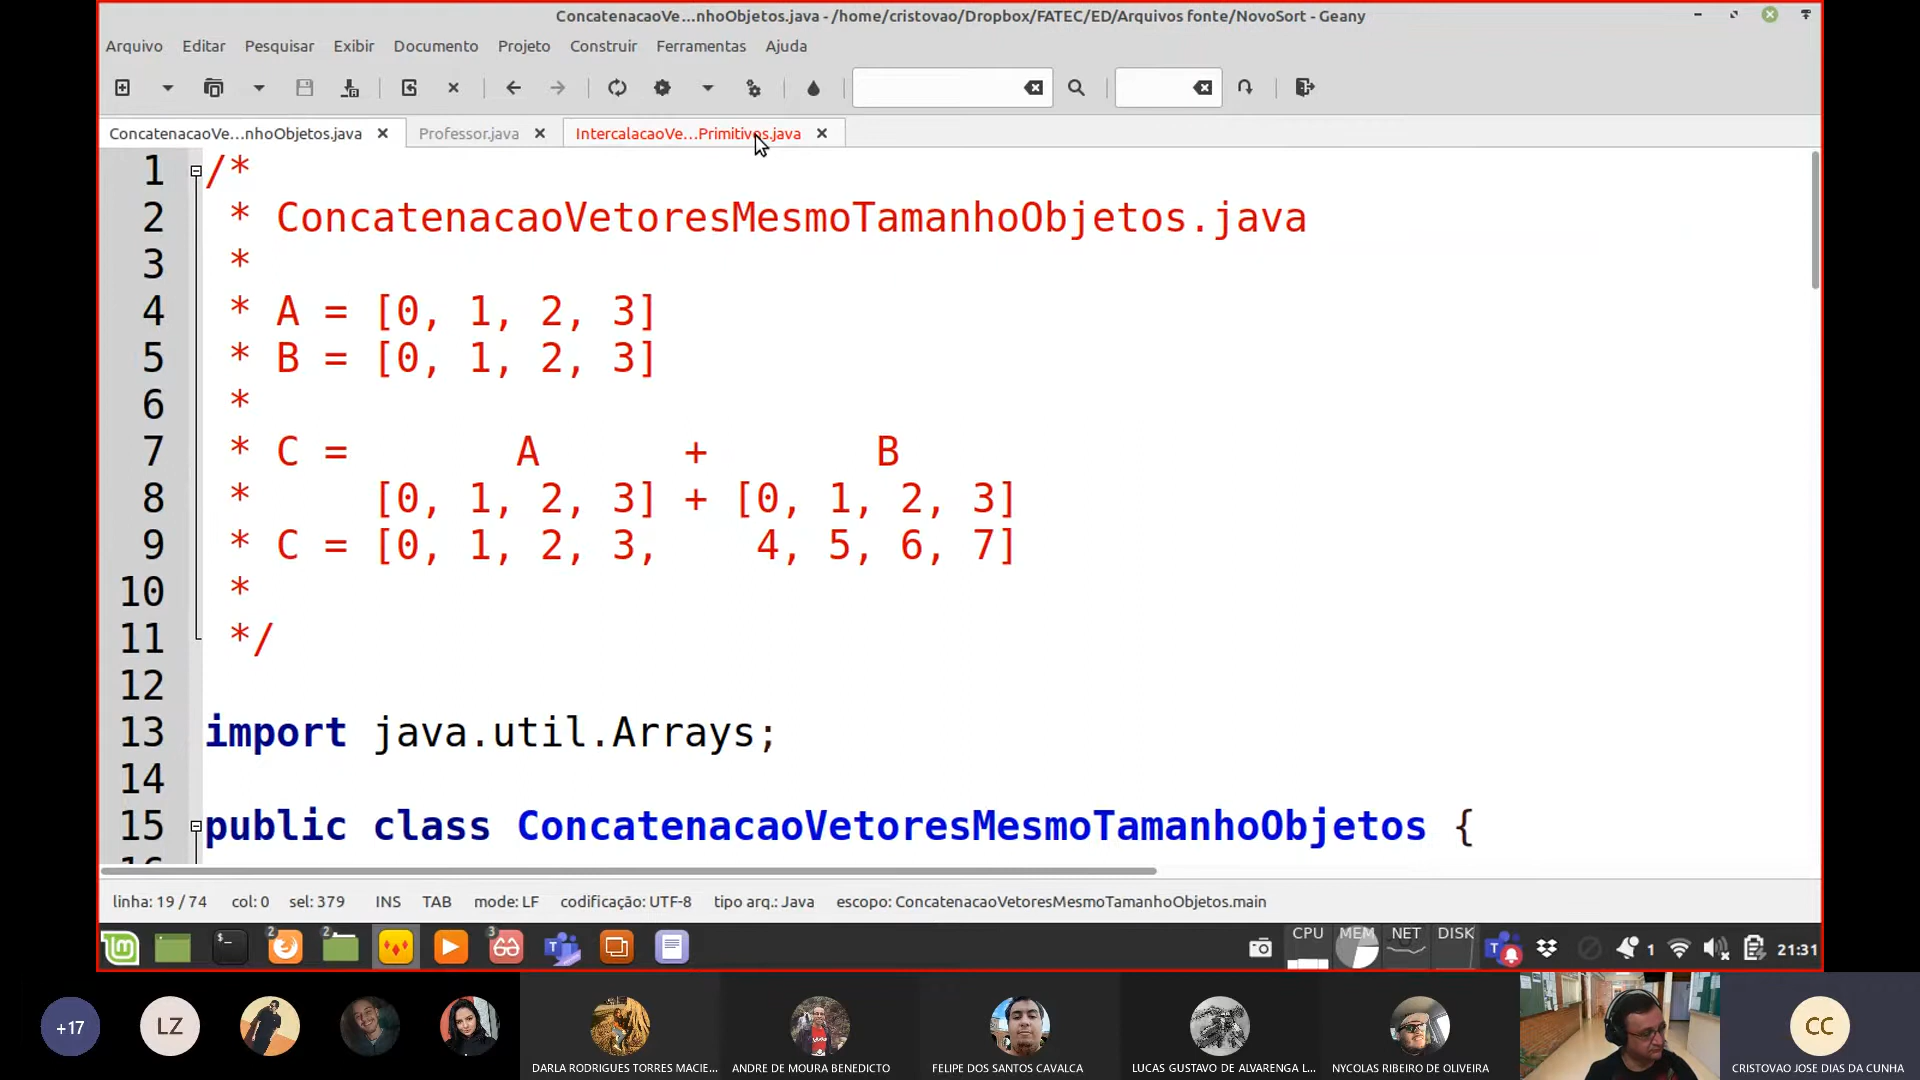 ConcatenacaoVe...nhoObjetos.java - /home/cristovao/Dropbox/FATEC/ED/Arquivos fonte/NovoSort - Geany
Arquivo Editar Pesquisar Exibir Documento Projeto Construir Ferramentas Ajuda
ConcatenacaoVe...nhoObjetos.java Professor.java IntercalacaoVe...Primitivos.java
1 /*
2 * ConcatenacaoVetoresMesmoTamanhoObjetos.java
3 *
4 * A = [0, 1, 2, 3]
5 * B = [0, 1, 2, 3]
6 *
7 * C = A + B
8 * [0, 1, 2, 3] + [0, 1, 2, 3]
9 * C = [0, 1, 2, 3, 4, 5, 6, 7]
10 *
11 */
12
13 import java.util.Arrays;
14
15 public class ConcatenacaoVetoresMesmoTamanhoObjetos {
linha: 19 / 74 col: 0 sel: 379 INS TAB mode: LF codificação: UTF-8 tipo arq.: Java escopo: ConcatenacaoVetoresMesmoTamanhoObjetos.main
2 2 3 CPU MEM NET DISK 1 21:31
+17 LZ CC
DARLA RODRIGUES TORRES MACIE... ANDRE DE MOURA BENEDICTO FELIPE DOS SANTOS CAVALCA LUCAS GUSTAVO DE ALVARENGA L... NYCOLAS RIBEIRO DE OLIVEIRA CRISTOVAO JOSE DIAS DA CUNHA